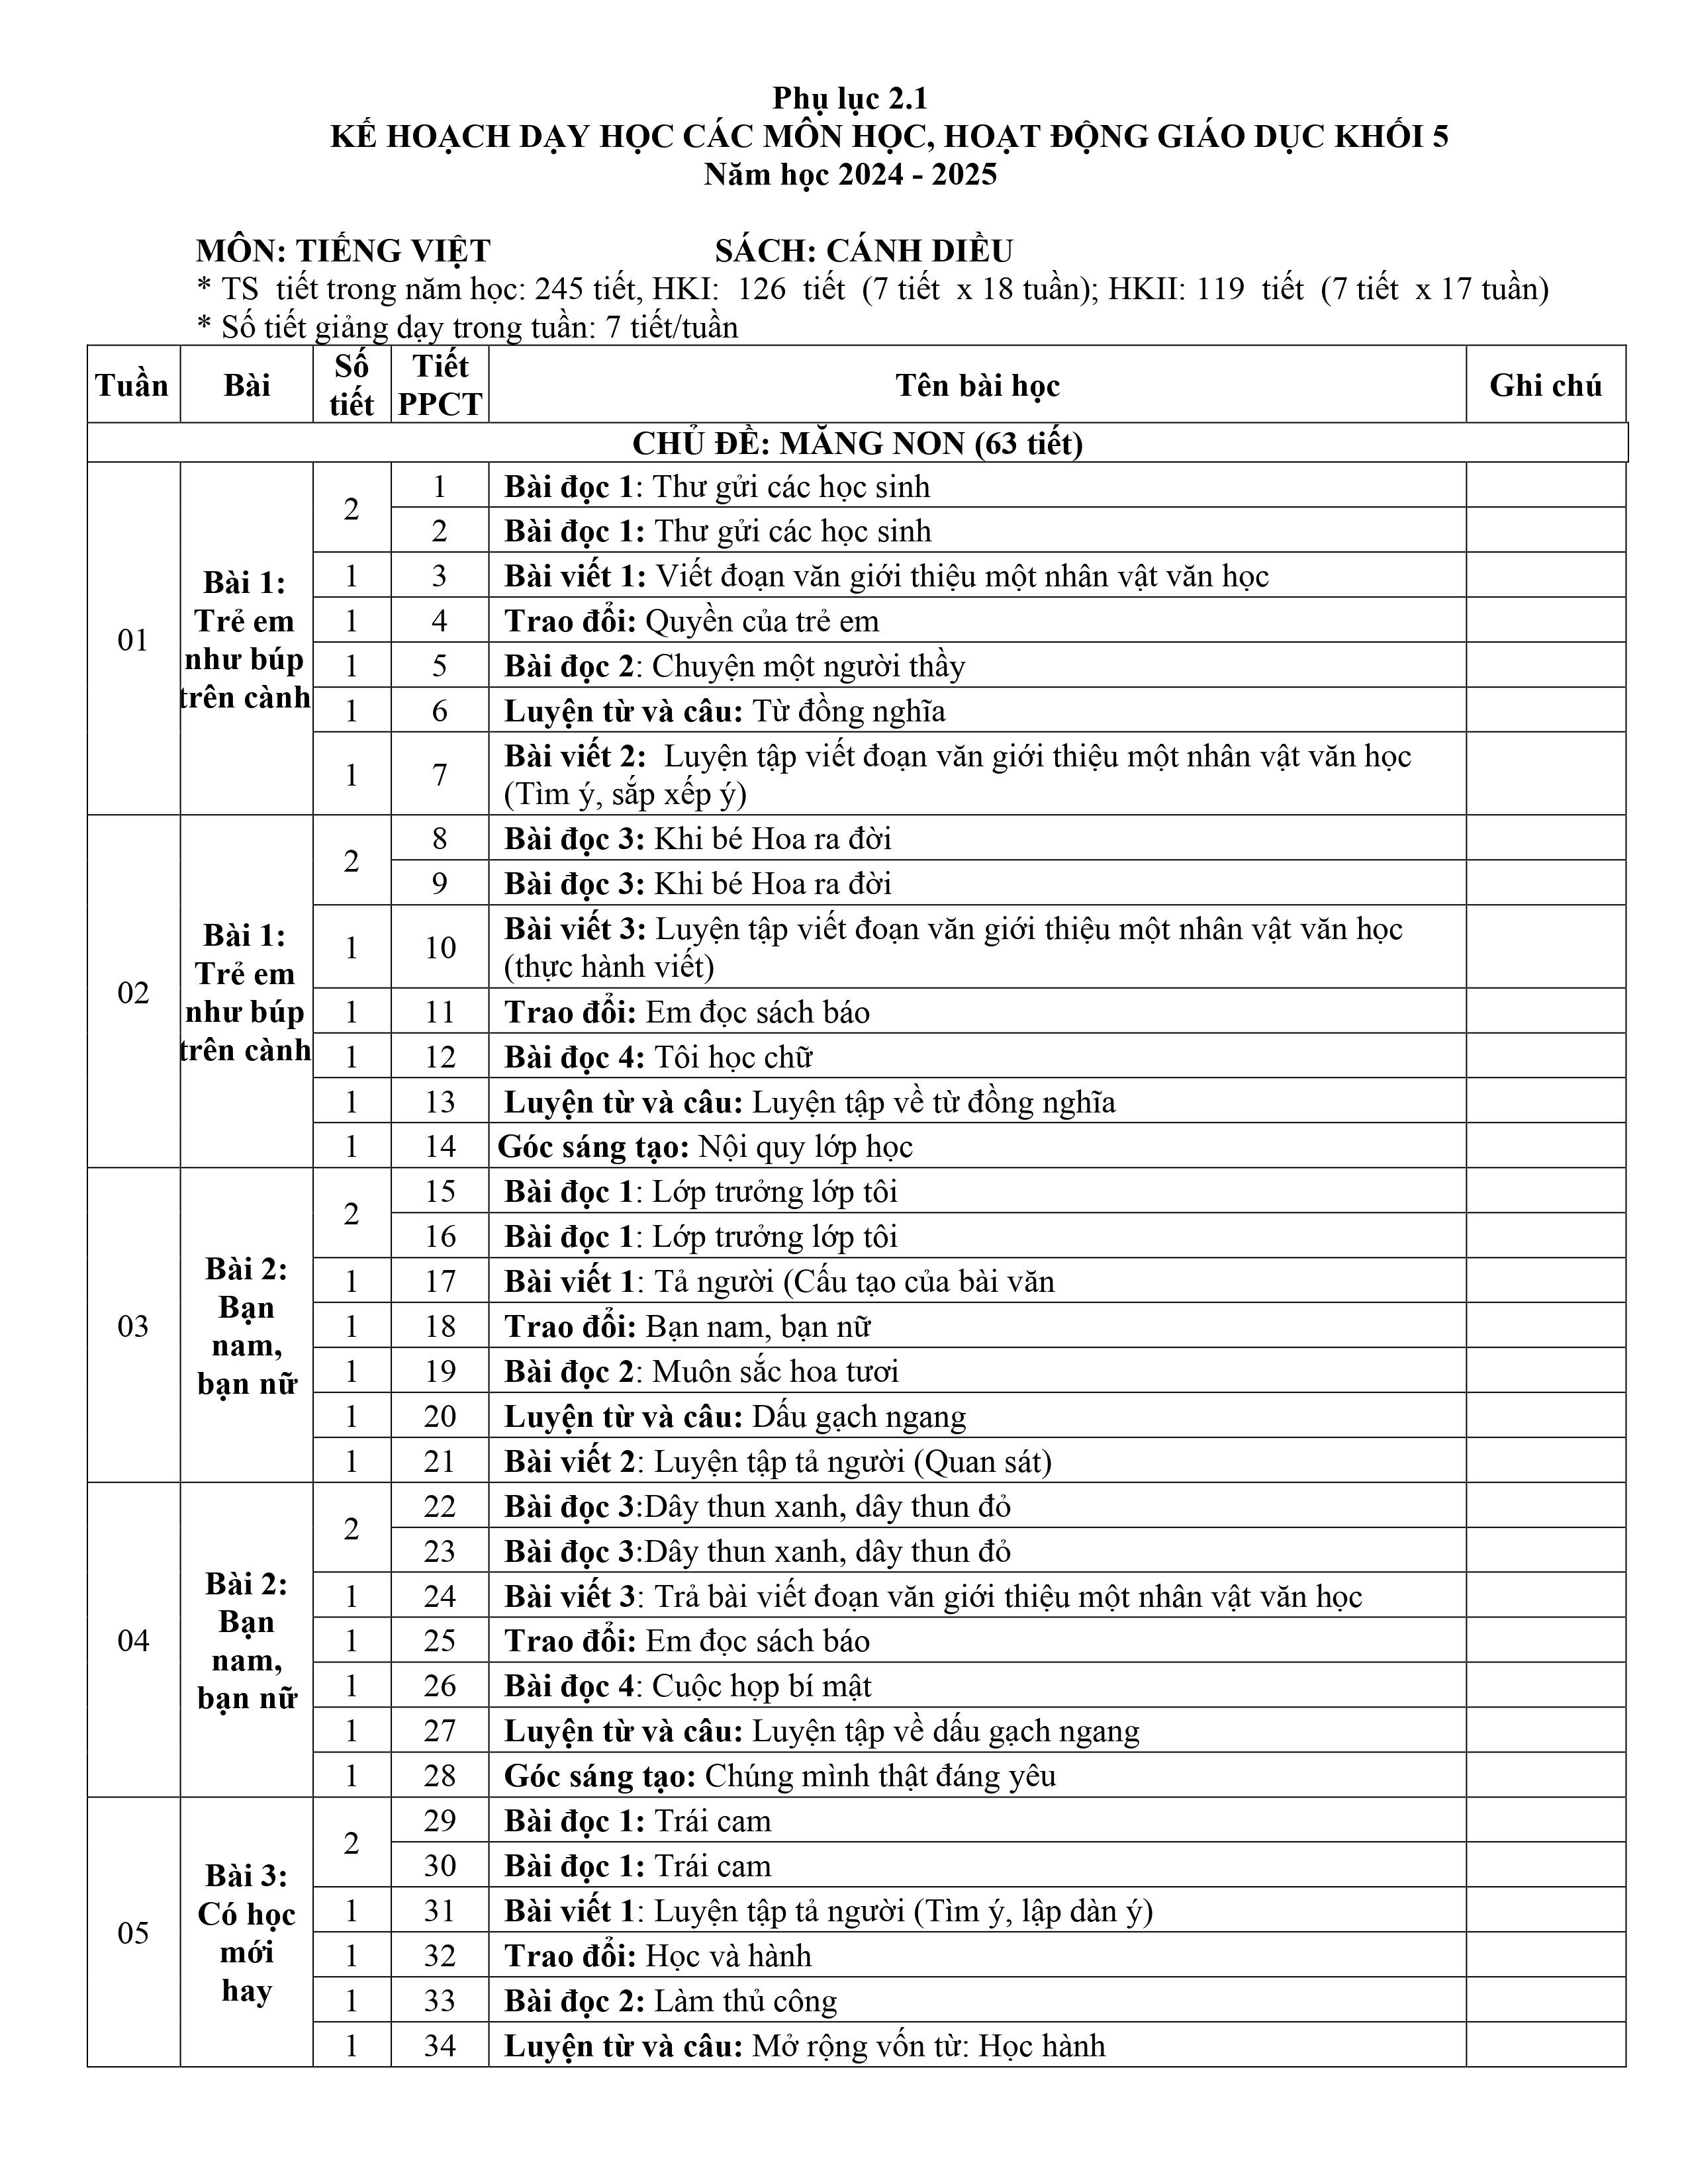 Phụ lục 2.1
KẾ HOẠCH DẠY HỌC CÁC MÔN HỌC, HOẠT ĐỘNG GIÁO DỤC KHỐI 5
Năm học 2024 - 2025
MÔN: TIẾNG VIỆT SÁCH: CÁNH DIỀU
* TS tiết trong năm học: 245 tiết, HKI: 126 tiết (7 tiết x 18 tuần); HKII: 119 tiết (7 tiết x 17 tuần)
* Số tiết giảng dạy trong tuần: 7 tiết/tuần
Tuần Bài Số tiết Tiết PPCT Tên bài học Ghi chú
CHỦ ĐỀ: MĂNG NON (63 tiết)
01 Bài 1: Trẻ em như búp trên cành
2 1 Bài đọc 1: Thư gửi các học sinh
2 Bài đọc 1: Thư gửi các học sinh
1 3 Bài viết 1: Viết đoạn văn giới thiệu một nhân vật văn học
1 4 Trao đổi: Quyền của trẻ em
1 5 Bài đọc 2: Chuyện một người thầy
1 6 Luyện từ và câu: Từ đồng nghĩa
1 7 Bài viết 2: Luyện tập viết đoạn văn giới thiệu một nhân vật văn học
(Tìm ý, sắp xếp ý)
02 Bài 1: Trẻ em như búp trên cành
2 8 Bài đọc 3: Khi bé Hoa ra đời
9 Bài đọc 3: Khi bé Hoa ra đời
1 10 Bài viết 3: Luyện tập viết đoạn văn giới thiệu một nhân vật văn học
(thực hành viết)
1 11 Trao đổi: Em đọc sách báo
1 12 Bài đọc 4: Tôi học chữ
1 13 Luyện từ và câu: Luyện tập về từ đồng nghĩa
1 14 Góc sáng tạo: Nội quy lớp học
03 Bài 2: Bạn nam, bạn nữ
2 15 Bài đọc 1: Lớp trưởng lớp tôi
16 Bài đọc 1: Lớp trưởng lớp tôi
1 17 Bài viết 1: Tả người (Cấu tạo của bài văn
1 18 Trao đổi: Bạn nam, bạn nữ
1 19 Bài đọc 2: Muôn sắc hoa tươi
1 20 Luyện từ và câu: Dấu gạch ngang
1 21 Bài viết 2: Luyện tập tả người (Quan sát)
04 Bài 2: Bạn nam, bạn nữ
2 22 Bài đọc 3:Dây thun xanh, dây thun đỏ
23 Bài đọc 3:Dây thun xanh, dây thun đỏ
1 24 Bài viết 3: Trả bài viết đoạn văn giới thiệu một nhân vật văn học
1 25 Trao đổi: Em đọc sách báo
1 26 Bài đọc 4: Cuộc họp bí mật
1 27 Luyện từ và câu: Luyện tập về dấu gạch ngang
1 28 Góc sáng tạo: Chúng mình thật đáng yêu
05 Bài 3: Có học mới hay
2 29 Bài đọc 1: Trái cam
30 Bài đọc 1: Trái cam
1 31 Bài viết 1: Luyện tập tả người (Tìm ý, lập dàn ý)
1 32 Trao đổi: Học và hành
1 33 Bài đọc 2: Làm thủ công
1 34 Luyện từ và câu: Mở rộng vốn từ: Học hành